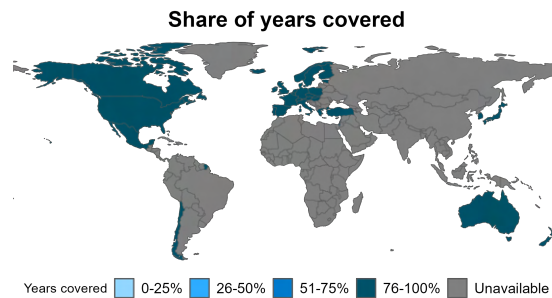 Share of years covered
Years covered 0-25% 26-50% 51-75% 76-100% Unavailable